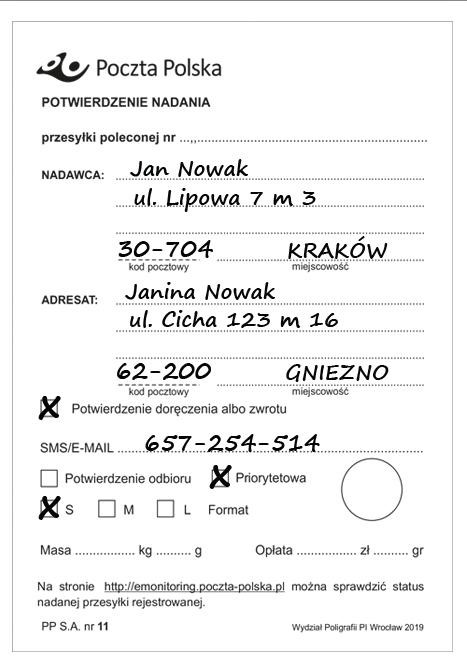 Poczta Polska
POTWIERDZENIE NADANIA
przesyłki poleconej nr ...,,..............................................................
NADAWCA: Jan Nowak
ul. Lipowa 7 m 3
30-704 KRAKÓW
kod pocztowy miejscowość
ADRESAT: Janina Nowak
ul. Cicha 123 m 16
62-200 GNIEZNO
kod pocztowy miejscowość
X Potwierdzenie doręczenia albo zwrotu
SMS/E-MAIL 657-254-514
Potwierdzenie odbioru X Priorytetowa
X S M L Format
Masa .................. kg .......... g Opłata .................. zł .......... gr
Na stronie http://emonitoring.poczta-polska.pl można sprawdzić status
nadanej przesyłki rejestrowanej.
PP S.A. nr 11 Wydział Poligrafii PI Wrocław 2019